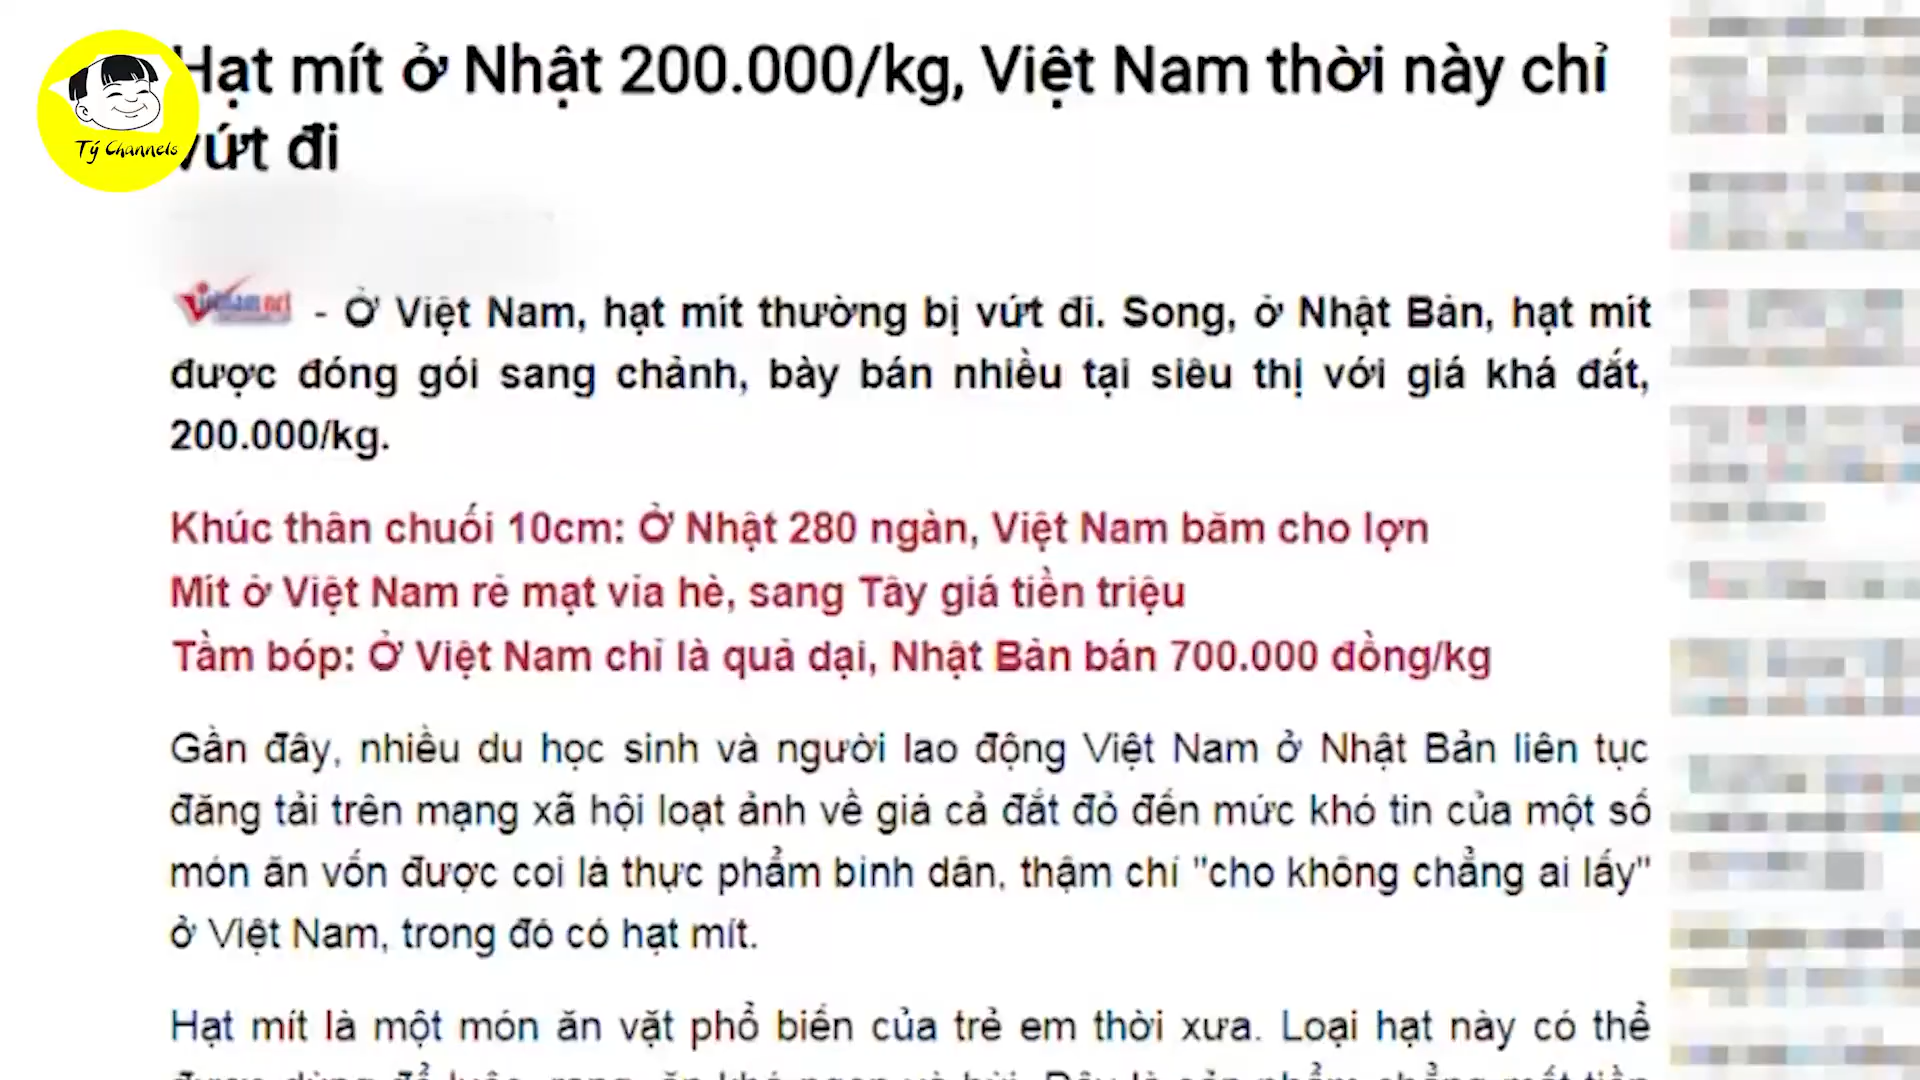 Hạt mít ở Nhật 200.000/kg, Việt Nam thời này chỉ
vứt đi
Tý Channels
Vietnamnet - Ở Việt Nam, hạt mít thường bị vứt đi. Song, ở Nhật Bản, hạt mít
được đóng gói sang chảnh, bày bán nhiều tại siêu thị với giá khá đắt,
200.000/kg.
Khúc thân chuối 10cm: Ở Nhật 280 ngàn, Việt Nam băm cho lợn
Mít ở Việt Nam rẻ mạt vỉa hè, sang Tây giá tiền triệu
Tầm bóp: Ở Việt Nam chỉ là quả dại, Nhật Bản bán 700.000 đồng/kg
Gần đây, nhiều du học sinh và người lao động Việt Nam ở Nhật Bản liên tục
đăng tải trên mạng xã hội loạt ảnh về giá cả đắt đỏ đến mức khó tin của một số
món ăn vốn được coi là thực phẩm bình dân, thậm chí "cho không chẳng ai lấy"
ở Việt Nam, trong đó có hạt mít.
Hạt mít là một món ăn vặt phổ biến của trẻ em thời xưa. Loại hạt này có thể